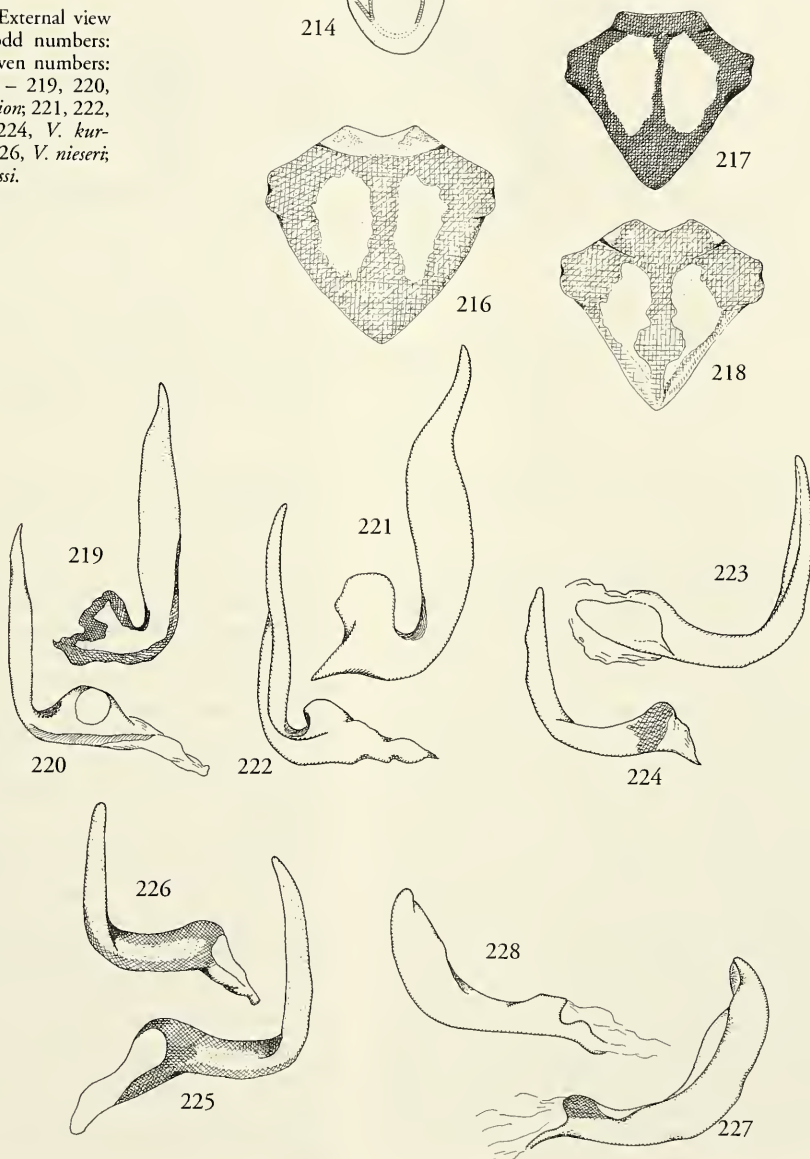 External view
odd numbers:
ven numbers:
– 219, 220,
ion; 221, 222,
224, V. kur-
26, V. nieseri;
ssi.
214
217
216
218
221
219
223
220
222
224
226
228
225
227